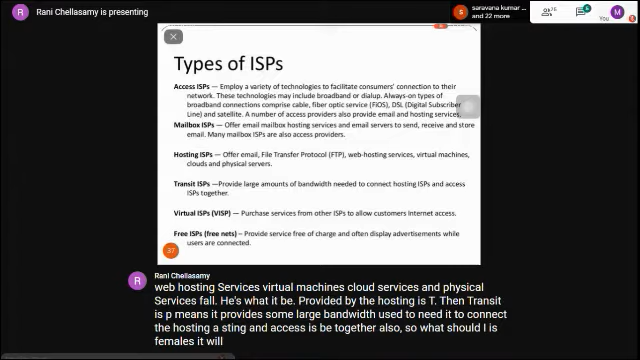 R Rani Chellasamy is presenting
S saravana kumar ...
and 22 more
26
M
You
Types of ISPs
Access ISPs — Employ a variety of technologies to facilitate consumers' connection to their
network. These technologies may include broadband or dialup. Always-on types of
broadband connections comprise cable, fiber optic service (FiOS), DSL (Digital Subscriber
Line) and satellite. A number of access providers also provide email and hosting services.
Mailbox ISPs — Offer email mailbox hosting services and email servers to send, receive and store
email. Many mailbox ISPs are also access providers.
Hosting ISPs — Offer email, File Transfer Protocol (FTP), web-hosting services, virtual machines,
clouds and physical servers.
Transit ISPs —Provide large amounts of bandwidth needed to connect hosting ISPs and access
ISPs together.
Virtual ISPs (VISP) — Purchase services from other ISPs to allow customers Internet access.
Free ISPs (free nets) – Provide service free of charge and often display advertisements while
users are connected.
37
R Rani Chellasamy
web hosting Services virtual machines cloud services and physical
Services fall. He's what it be. Provided by the hosting is T. Then Transit
is p means it provides some large bandwidth used to need it to connect
the hosting a sting and access is be together also, so what should I is
females it will